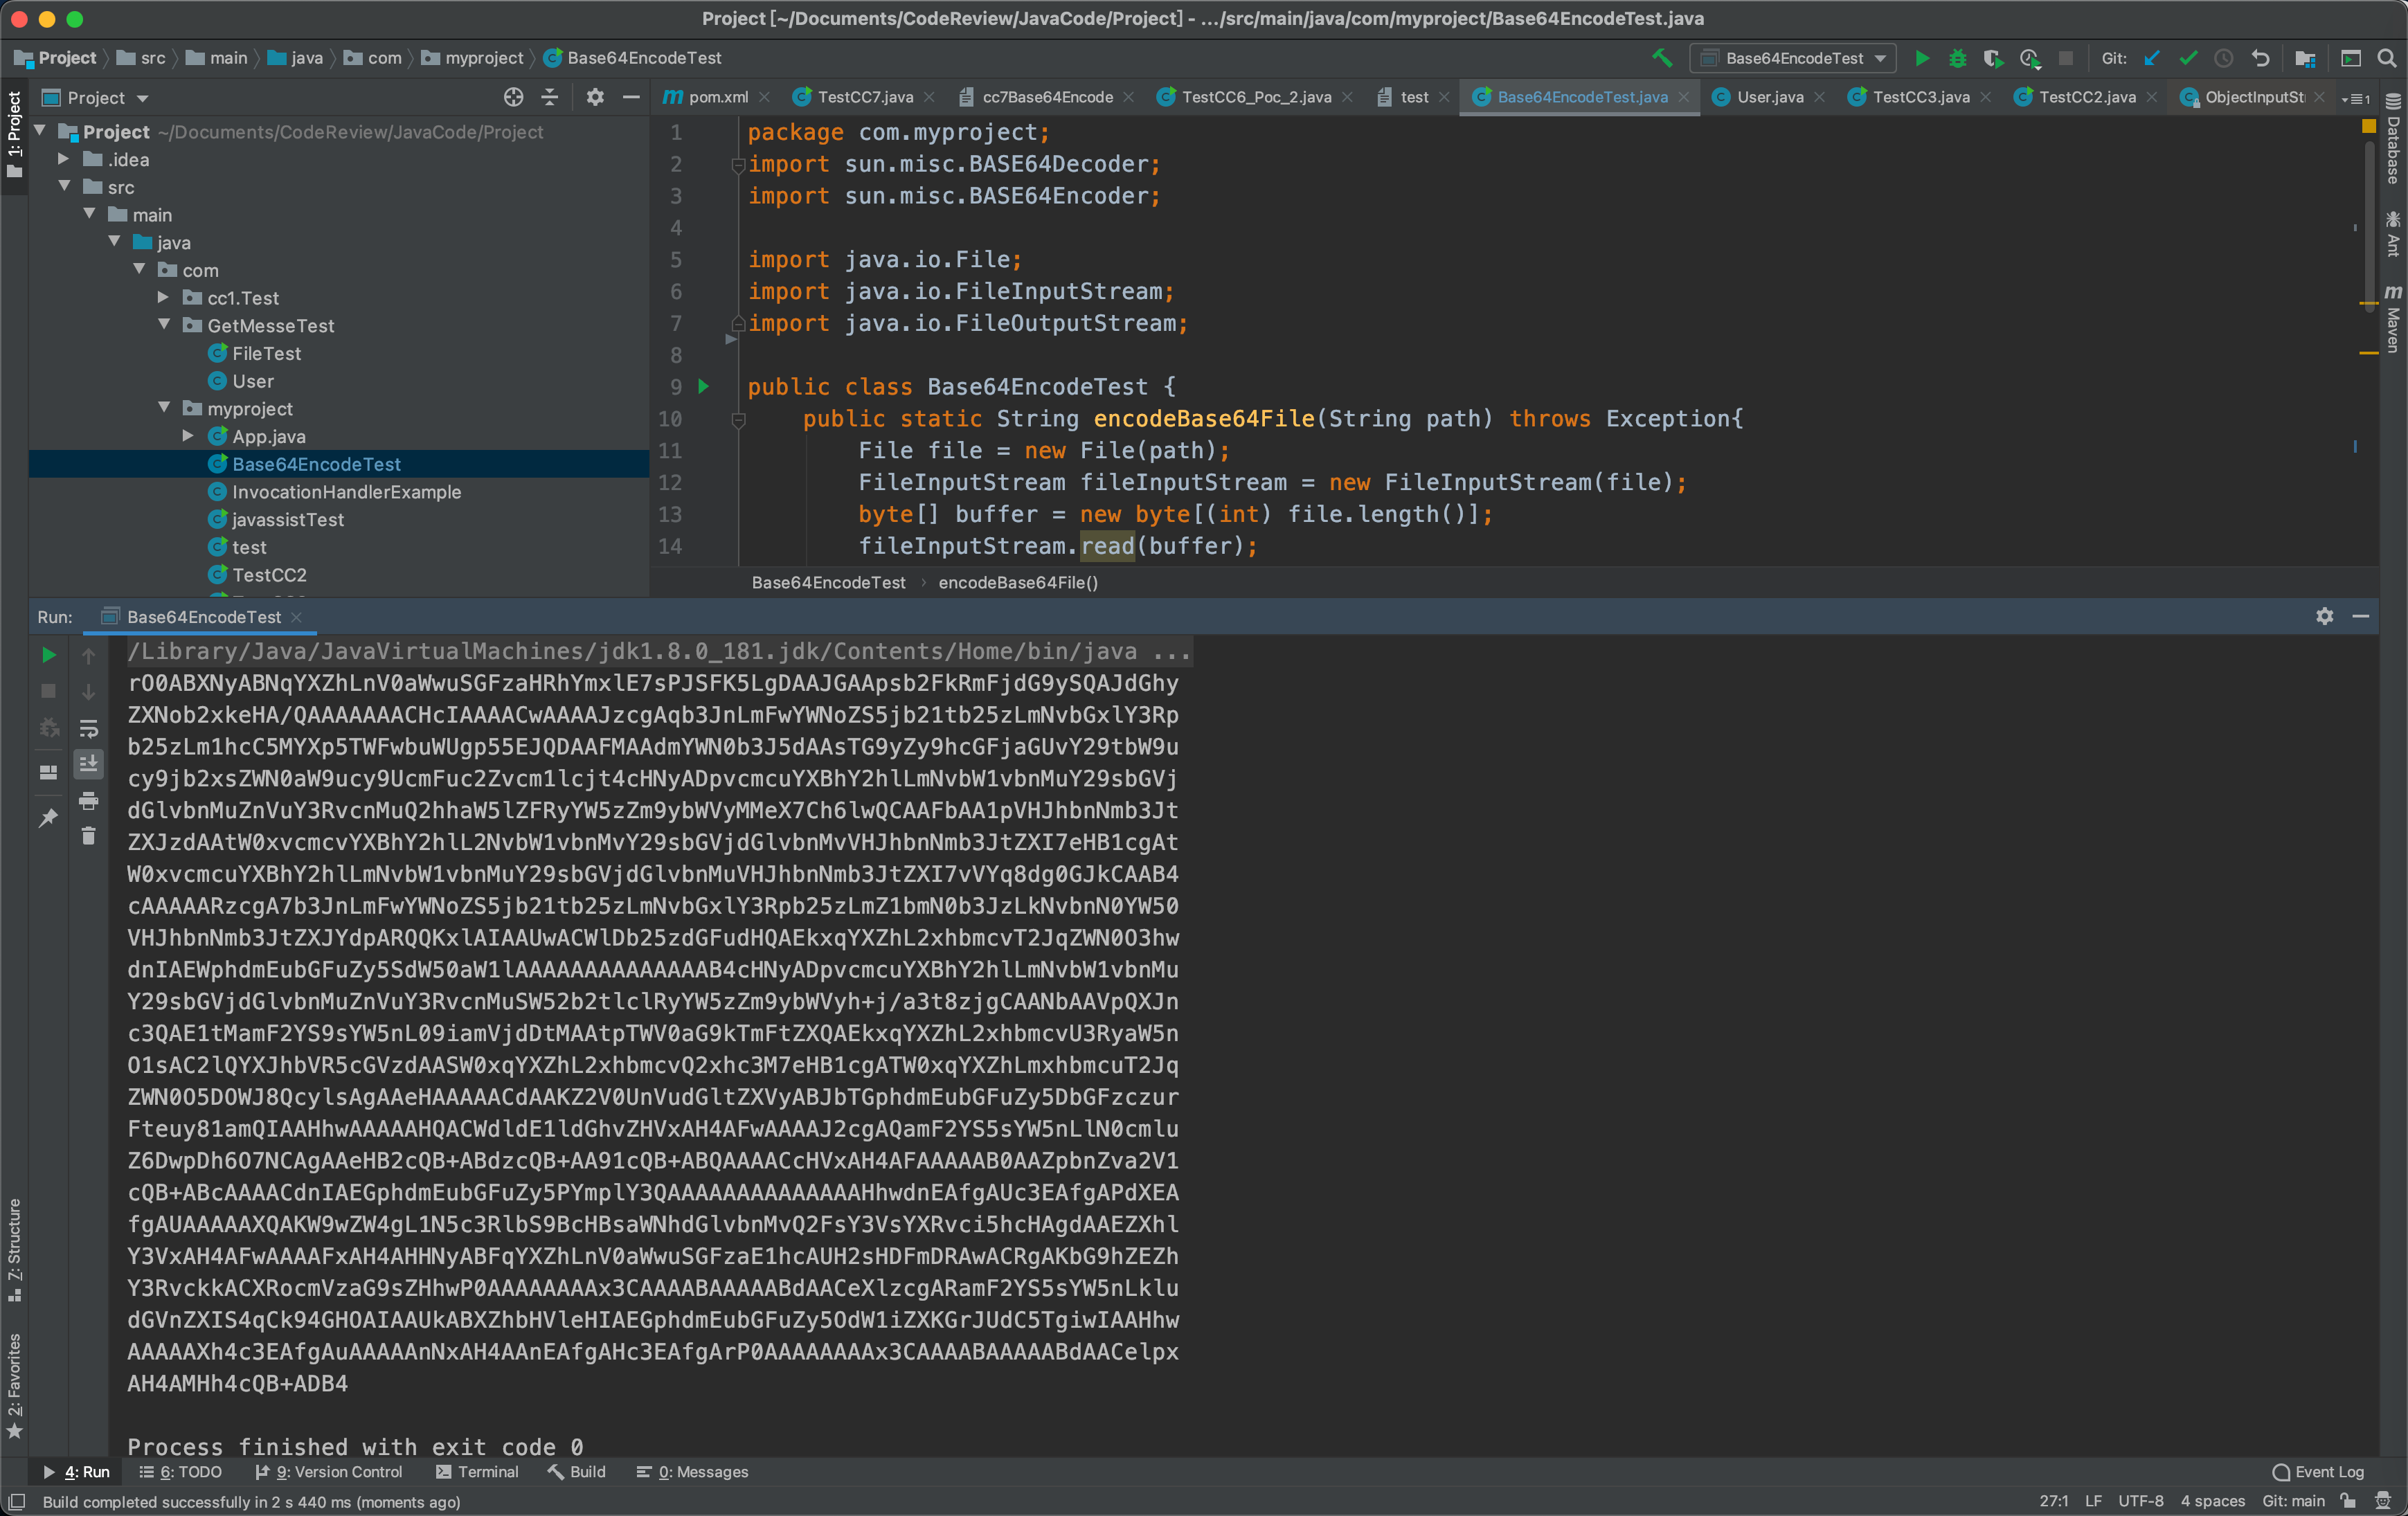 Project [~/Documents/CodeReview/JavaCode/Project] - .../src/main/java/com/myproject/Base64EncodeTest.java
Project src main java com myproject Base64EncodeTest
Base64EncodeTest Git:
Project
pom.xml TestCC7.java cc7Base64Encode TestCC6_Poc_2.java test Base64EncodeTest.java User.java TestCC3.java TestCC2.java ObjectInputSt 1
1: Project
Project ~/Documents/CodeReview/JavaCode/Project
.idea
src
main
java
com
cc1.Test
GetMesseTest
FileTest
User
myproject
App.java
Base64EncodeTest
InvocationHandlerExample
javassistTest
test
TestCC2
1 package com.myproject;
2 import sun.misc.BASE64Decoder;
3 import sun.misc.BASE64Encoder;
4
5 import java.io.File;
6 import java.io.FileInputStream;
7 import java.io.FileOutputStream;
8
9 public class Base64EncodeTest {
10 public static String encodeBase64File(String path) throws Exception{
11 File file = new File(path);
12 FileInputStream fileInputStream = new FileInputStream(file);
13 byte[] buffer = new byte[(int) file.length()];
14 fileInputStream.read(buffer);
Base64EncodeTest › encodeBase64File()
Database
Ant
Maven
Run: Base64EncodeTest
/Library/Java/JavaVirtualMachines/jdk1.8.0_181.jdk/Contents/Home/bin/java ...
rO0ABXNyABNqYXZhLnV0aWwuSGFzaHRhYmxlE7sPJSFK5LgDAAJGAApsb2FkRmFjdG9ySQAJdGhy
ZXNob2xkeHA/QAAAAAAACHcIAAAACwAAAAJzcgAqb3JnLmFwYWNoZS5jb21tb25zLmNvbGxlY3Rp
b25zLm1hcC5MYXp5TWFwbuWUgp55EJQDAAFMAAdmYWN0b3J5dAAsTG9yZy9hcGFjaGUvY29tbW9u
cy9jb2xsZWN0aW9ucy9UcmFuc2Zvcm1lcjt4cHNyADpvcmcuYXBhY2hlLmNvbW1vbnMuY29sbGVj
dGlvbnMuZnVuY3RvcnMuQ2hhaW5lZFRyYW5zZm9ybWVyMMeX7Ch6lwQCAAFbAA1pVHJhbnNmb3Jt
ZXJzdAAtW0xvcmcvYXBhY2hlL2NvbW1vbnMvY29sbGVjdGlvbnMvVHJhbnNmb3JtZXI7eHB1cgAt
W0xvcmcuYXBhY2hlLmNvbW1vbnMuY29sbGVjdGlvbnMuVHJhbnNmb3JtZXI7vVYq8dg0GJkCAAB4
cAAAAARzcgA7b3JnLmFwYWNoZS5jb21tb25zLmNvbGxlY3Rpb25zLmZ1bmN0b3JzLkNvbnN0YW50
VHJhbnNmb3JtZXJYdpARQQKxlAIAAUwACWlDb25zdGFudHQAEkxqYXZhL2xhbmcvT2JqZWN0O3hw
dnIAEWphdmEubGFuZy5SdW50aW1lAAAAAAAAAAAAAAB4cHNyADpvcmcuYXBhY2hlLmNvbW1vbnMu
Y29sbGVjdGlvbnMuZnVuY3RvcnMuSW52b2tlclRyYW5zZm9ybWVyh+j/a3t8zjgCAANbAAVpQXJn
c3QAE1tMamF2YS9sYW5nL09iamVjdDtMAAtpTWV0aG9kTmFtZXQAEkxqYXZhL2xhbmcvU3RyaW5n
O1sAC2lQYXJhbVR5cGVzdAASW0xqYXZhL2xhbmcvQ2xhc3M7eHB1cgATW0xqYXZhLmxhbmcuT2Jq
ZWN0O5DOWJ8QcylsAgAAeHAAAAACdAAKZ2V0UnVudGltZXVyABJbTGphdmEubGFuZy5DbGFzczur
Fteuy81amQIAAHhwAAAAAHQACWdldE1ldGhvZHVxAH4AFwAAAAJ2cgAQamF2YS5sYW5nLlN0cmlu
Z6DwpDh6O7NCAgAAeHB2cQB+ABdzcQB+AA91cQB+ABQAAAACcHVxAH4AFAAAAAB0AAZpbnZva2V1
cQB+ABcAAAACdnIAEGphdmEubGFuZy5PYmplY3QAAAAAAAAAAAAAAHhwdnEAfgAUc3EAfgAPdXEA
fgAUAAAAAXQAKW9wZW4gL1N5c3RlbS9BcHBsaWNhdGlvbnMvQ2FsY3VsYXRvci5hcHAgdAAEZXhl
Y3VxAH4AFwAAAAFxAH4AHHNyABFqYXZhLnV0aWwuSGFzaE1hcAUH2sHDFmDRAwACRgAKbG9hZEZh
Y3RvckkACXRocmVzaG9sZHhwP0AAAAAAAAx3CAAAABAAAAABdAACeXlzcgARamF2YS5sYW5nLklu
dGVnZXIS4qCk94GHOAIAAUkABXZhbHVleHIAEGphdmEubGFuZy5OdW1iZXKGrJUdC5TgiwIAAHhw
AAAAAXh4c3EAfgAuAAAAAnNxAH4AAnEAfgAHc3EAfgArP0AAAAAAAAx3CAAAABAAAAABdAACelpx
AH4AMHh4cQB+ADB4
Process finished with exit code 0
7: Structure
2: Favorites
4: Run 6: TODO 9: Version Control Terminal Build 0: Messages Event Log
Build completed successfully in 2 s 440 ms (moments ago) 27:1 LF UTF-8 4 spaces Git: main